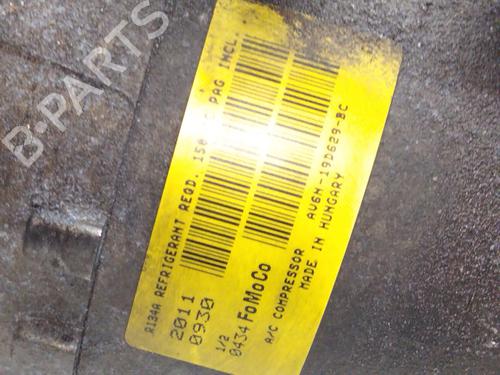 R134A REFRIGERANT REQD. 150 PAG INCL.
2011
0930
1/2
0434 FoMoCo
A/C COMPRESSOR AV6N-19D629-BC
MADE IN HUNGARY
B-PARTS